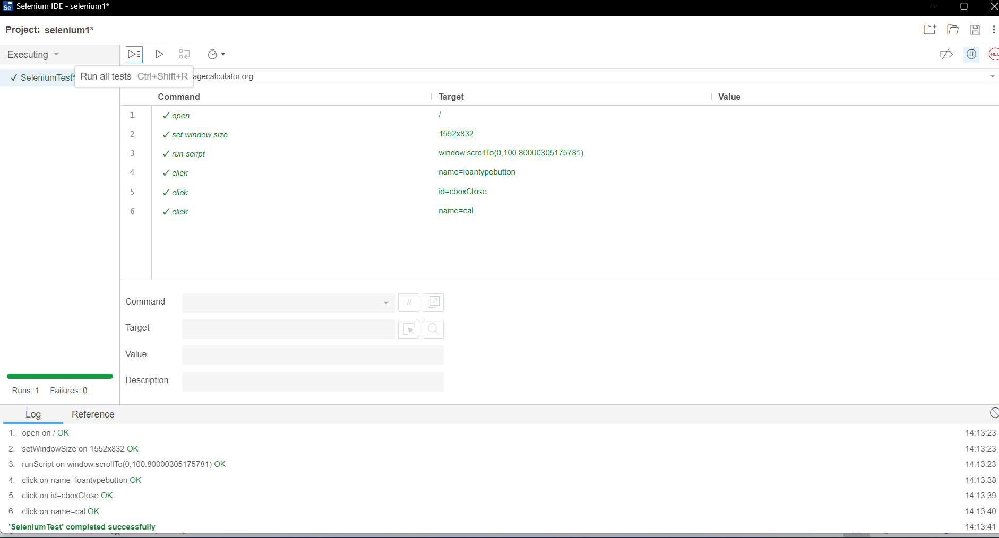 Se Selenium IDE - selenium1*
Project: selenium1*
Executing
REC
✓ SeleniumTest*
Run all tests Ctrl+Shift+R
agecalculator.org
Command Target Value
1 ✓ open /
2 ✓ set window size 1552x832
3 ✓ run script window.scrollTo(0,100.80000305175781)
4 ✓ click name=loantypebutton
5 ✓ click id=cboxClose
6 ✓ click name=cal
Command //
Target
Value
Description
Runs: 1 Failures: 0
Log Reference
1. open on / OK 14:13:23
2. setWindowSize on 1552x832 OK 14:13:23
3. runScript on window.scrollTo(0,100.80000305175781) OK 14:13:23
4. click on name=loantypebutton OK 14:13:38
5. click on id=cboxClose OK 14:13:39
6. click on name=cal OK 14:13:40
'SeleniumTest' completed successfully 14:13:41